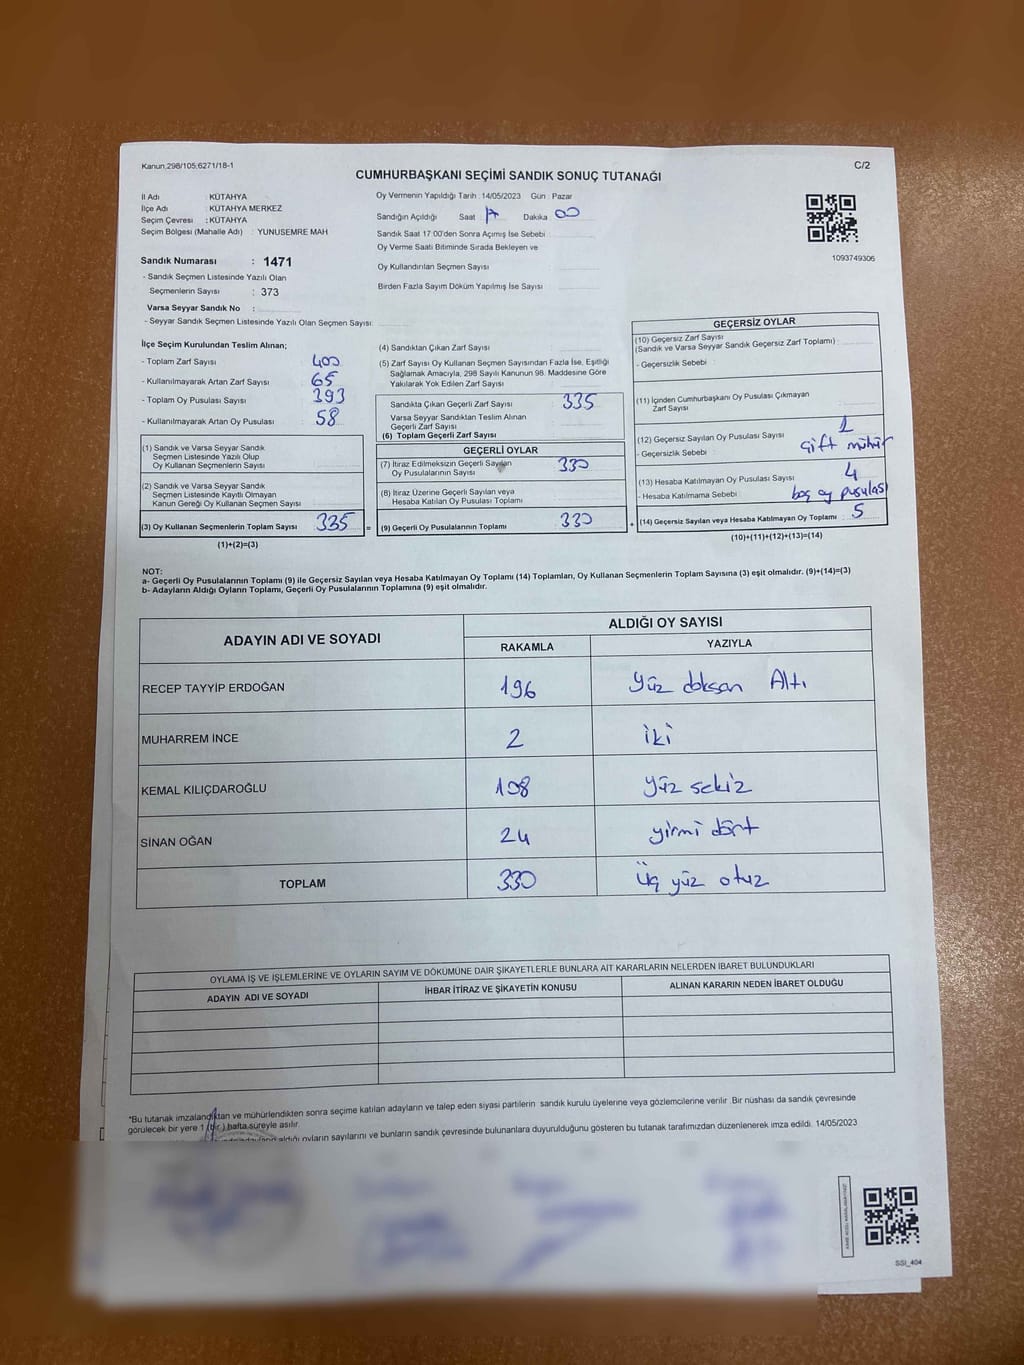 Kanun;298/105;6271/18-1
C/2
CUMHURBAŞKANI SEÇİMİ SANDIK SONUÇ TUTANAĞI
İl Adı : KÜTAHYA
İlçe Adı : KÜTAHYA MERKEZ
Seçim Çevresi : KÜTAHYA
Seçim Bölgesi (Mahalle Adı) : YUNUSEMRE MAH
Sandık Numarası : 1471
- Sandık Seçmen Listesinde Yazılı Olan
Seçmenlerin Sayısı : 373
Varsa Seyyar Sandık No :
- Seyyar Sandık Seçmen Listesinde Yazılı Olan Seçmen Sayısı:
Oy Vermenin Yapıldığı Tarih : 14/05/2023 Gün : Pazar
Sandığın Açıldığı Saat 17 Dakika 00
Sandık Saat 17:00'den Sonra Açmış İse Sebebi
Oy Verme Saati Bitiminde Sırada Bekleyen ve
Oy Kullandırılan Seçmen Sayısı
Birden Fazla Sayım Döküm Yapılmış İse Sayısı
1093749306
İlçe Seçim Kurulundan Teslim Alınan;
- Toplam Zarf Sayısı 400
- Kullanılmayarak Artan Zarf Sayısı 65
- Toplam Oy Pusulası Sayısı 393
- Kullanılmayarak Artan Oy Pusulası 58
(1) Sandık ve Varsa Seyyar Sandık
Seçmen Listesinde Yazılı Olup
Oy Kullanan Seçmenlerin Sayısı
(2) Sandık ve Varsa Seyyar Sandık
Seçmen Listesinde Kayıtlı Olmayan
Kanun Gereği Oy Kullanan Seçmen Sayısı
(3) Oy Kullanan Seçmenlerin Toplam Sayısı 335 =
(1)+(2)=(3)
(4) Sandıktan Çıkan Zarf Sayısı
(5) Zarf Sayısı Oy Kullanan Seçmen Sayısından Fazla İse, Eşitliği
Sağlamak Amacıyla, 298 Sayılı Kanunun 98. Maddesine Göre
Yakılarak Yok Edilen Zarf Sayısı
Sandıkta Çıkan Geçerli Zarf Sayısı 335
Varsa Seyyar Sandıktan Teslim Alınan
Geçerli Zarf Sayısı
(6) Toplam Geçerli Zarf Sayısı
GEÇERLİ OYLAR
(7) İtiraz Edilmeksizin Geçerli Sayılan
Oy Pusulalarının Sayısı 330
(8) İtiraz Üzerine Geçerli Sayılan veya
Hesaba Katılan Oy Pusulası Toplamı
(9) Geçerli Oy Pusulalarının Toplamı 330 +
GEÇERSİZ OYLAR
(10) Geçersiz Zarf Sayısı
(Sandık ve Varsa Seyyar Sandık Geçersiz Zarf Toplamı) :
- Geçersizlik Sebebi :
(11) İçinden Cumhurbaşkanı Oy Pusulası Çıkmayan
Zarf Sayısı
(12) Geçersiz Sayılan Oy Pusulası Sayısı : 1
- Geçersizlik Sebebi : çift mühür
(13) Hesaba Katılmayan Oy Pusulası Sayısı : 4
- Hesaba Katılmama Sebebi : boş oy pusulası
(14) Geçersiz Sayılan veya Hesaba Katılmayan Oy Toplamı : 5
(10)+(11)+(12)+(13)=(14)
NOT:
a- Geçerli Oy Pusulalarının Toplamı (9) ile Geçersiz Sayılan veya Hesaba Katılmayan Oy Toplamı (14) Toplamları, Oy Kullanan Seçmenlerin Toplam Sayısına (3) eşit olmalıdır. (9)+(14)=(3)
b- Adayların Aldığı Oyların Toplamı, Geçerli Oy Pusulalarının Toplamına (9) eşit olmalıdır.
ADAYIN ADI VE SOYADI
ALDIĞI OY SAYISI
RAKAMLA YAZIYLA
RECEP TAYYİP ERDOĞAN 196 Yüz doksan Altı
MUHARREM İNCE 2 iki
KEMAL KILIÇDAROĞLU 108 yüz sekiz
SİNAN OĞAN 24 yirmi dört
TOPLAM 330 üç yüz otuz
OYLAMA İŞ VE İŞLEMLERİNE VE OYLARIN SAYIM VE DÖKÜMÜNE DAİR ŞİKAYETLERLE BUNLARA AİT KARARLARIN NELERDEN İBARET BULUNDUKLARI
ADAYIN ADI VE SOYADI İHBAR İTİRAZ VE ŞİKAYETİN KONUSU ALINAN KARARIN NEDEN İBARET OLDUĞU
*Bu tutanak imzalandıktan ve mühürlendikten sonra seçime katılan adayların ve talep eden siyasi partilerin sandık kurulu üyelerine veya gözlemcilerine verilir. Bir nüshası da sandık çevresinde
görülecek bir yere 1 (bir) hafta süreyle asılır.
aldığı oyların sayılarını ve bunların sandık çevresinde bulunanlara duyurulduğunu gösteren bu tutanak tarafımızdan düzenlenerek imza edildi. 14/05/2023
SSI_404